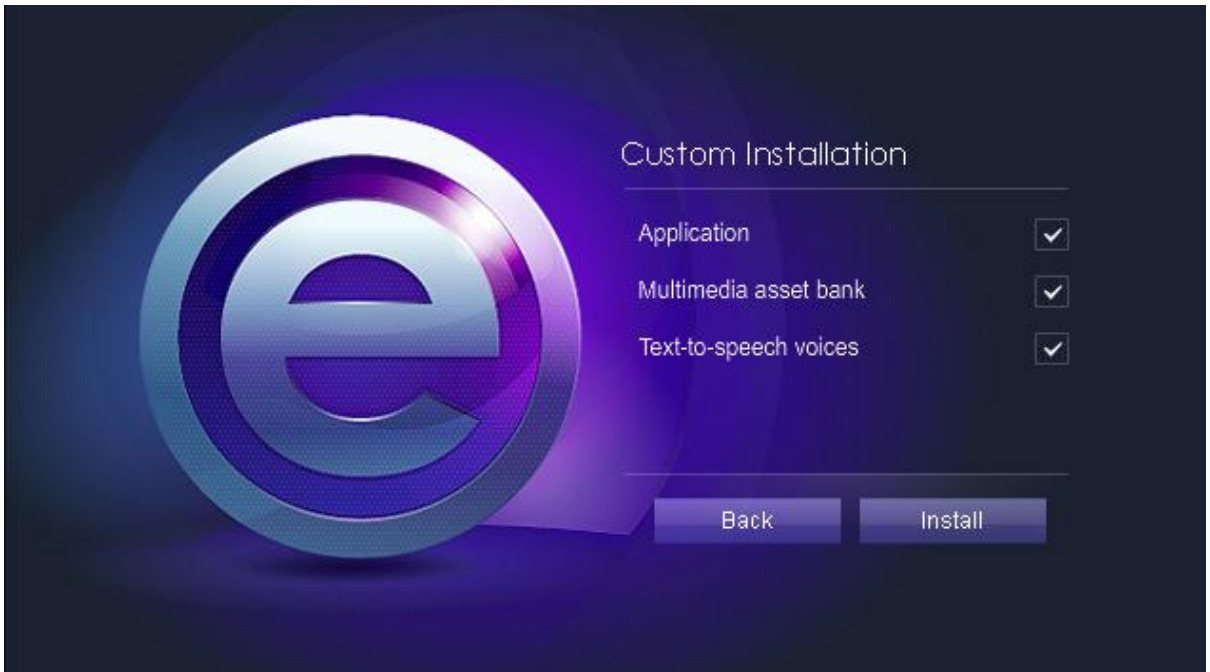 e
Custom Installation
Application
Multimedia asset bank
Text-to-speech voices
Back Install